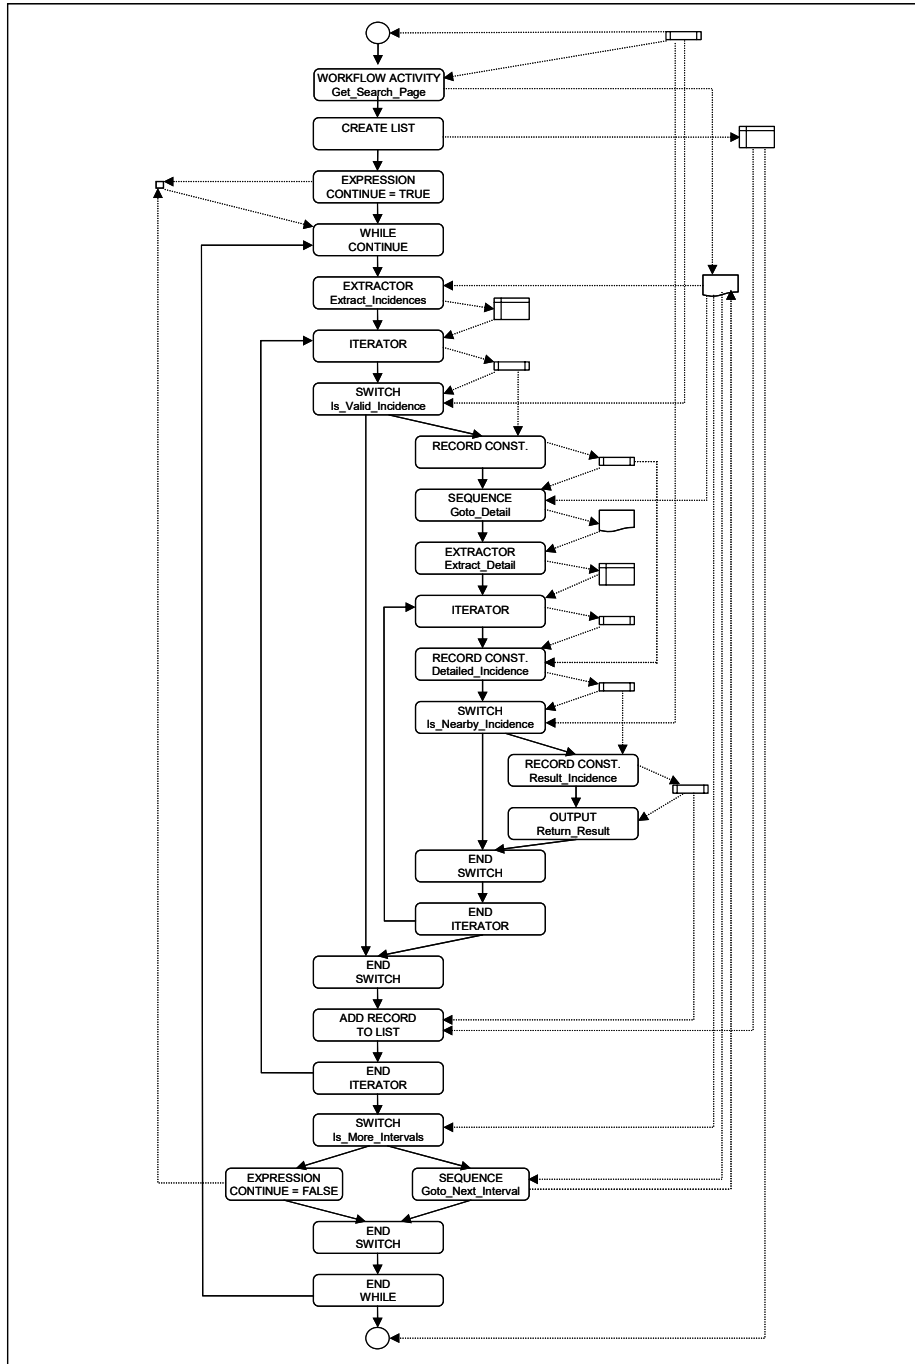 WORKFLOW ACTIVITY
Get_Search_Page
CREATE LIST
EXPRESSION
CONTINUE = TRUE
WHILE
CONTINUE
EXTRACTOR
Extract_Incidences
ITERATOR
SWITCH
Is_Valid_Incidence
RECORD CONST.
SEQUENCE
Goto_Detail
EXTRACTOR
Extract_Detail
ITERATOR
RECORD CONST.
Detailed_Incidence
SWITCH
Is_Nearby_Incidence
RECORD CONST.
Result_Incidence
OUTPUT
Return_Result
END
SWITCH
END
ITERATOR
END
SWITCH
ADD RECORD
TO LIST
END
ITERATOR
SWITCH
Is_More_Intervals
EXPRESSION
CONTINUE = FALSE
SEQUENCE
Goto_Next_Interval
END
SWITCH
END
WHILE